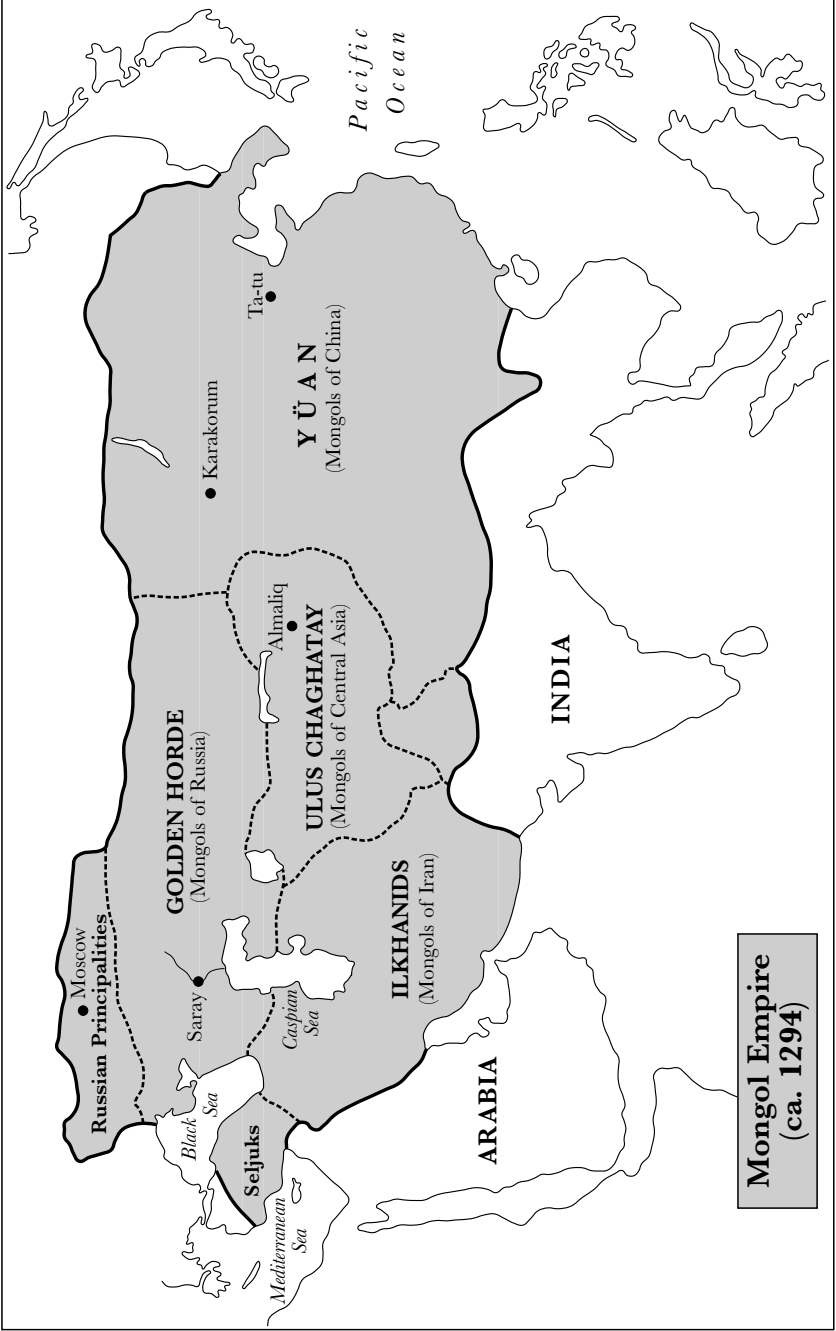 Pacific
Ocean
Moscow
Russian Principalities
GOLDEN HORDE
(Mongols of Russia)
Saray
Karakorum
Ta-tu
YÜAN
(Mongols of China)
Almaliq
ULUS CHAGHATAY
(Mongols of Central Asia)
Black
Sea
Caspian
Sea
Seljuks
Mediterranean
Sea
ILKHANIDS
(Mongols of Iran)
ARABIA
INDIA
Mongol Empire
(ca. 1294)